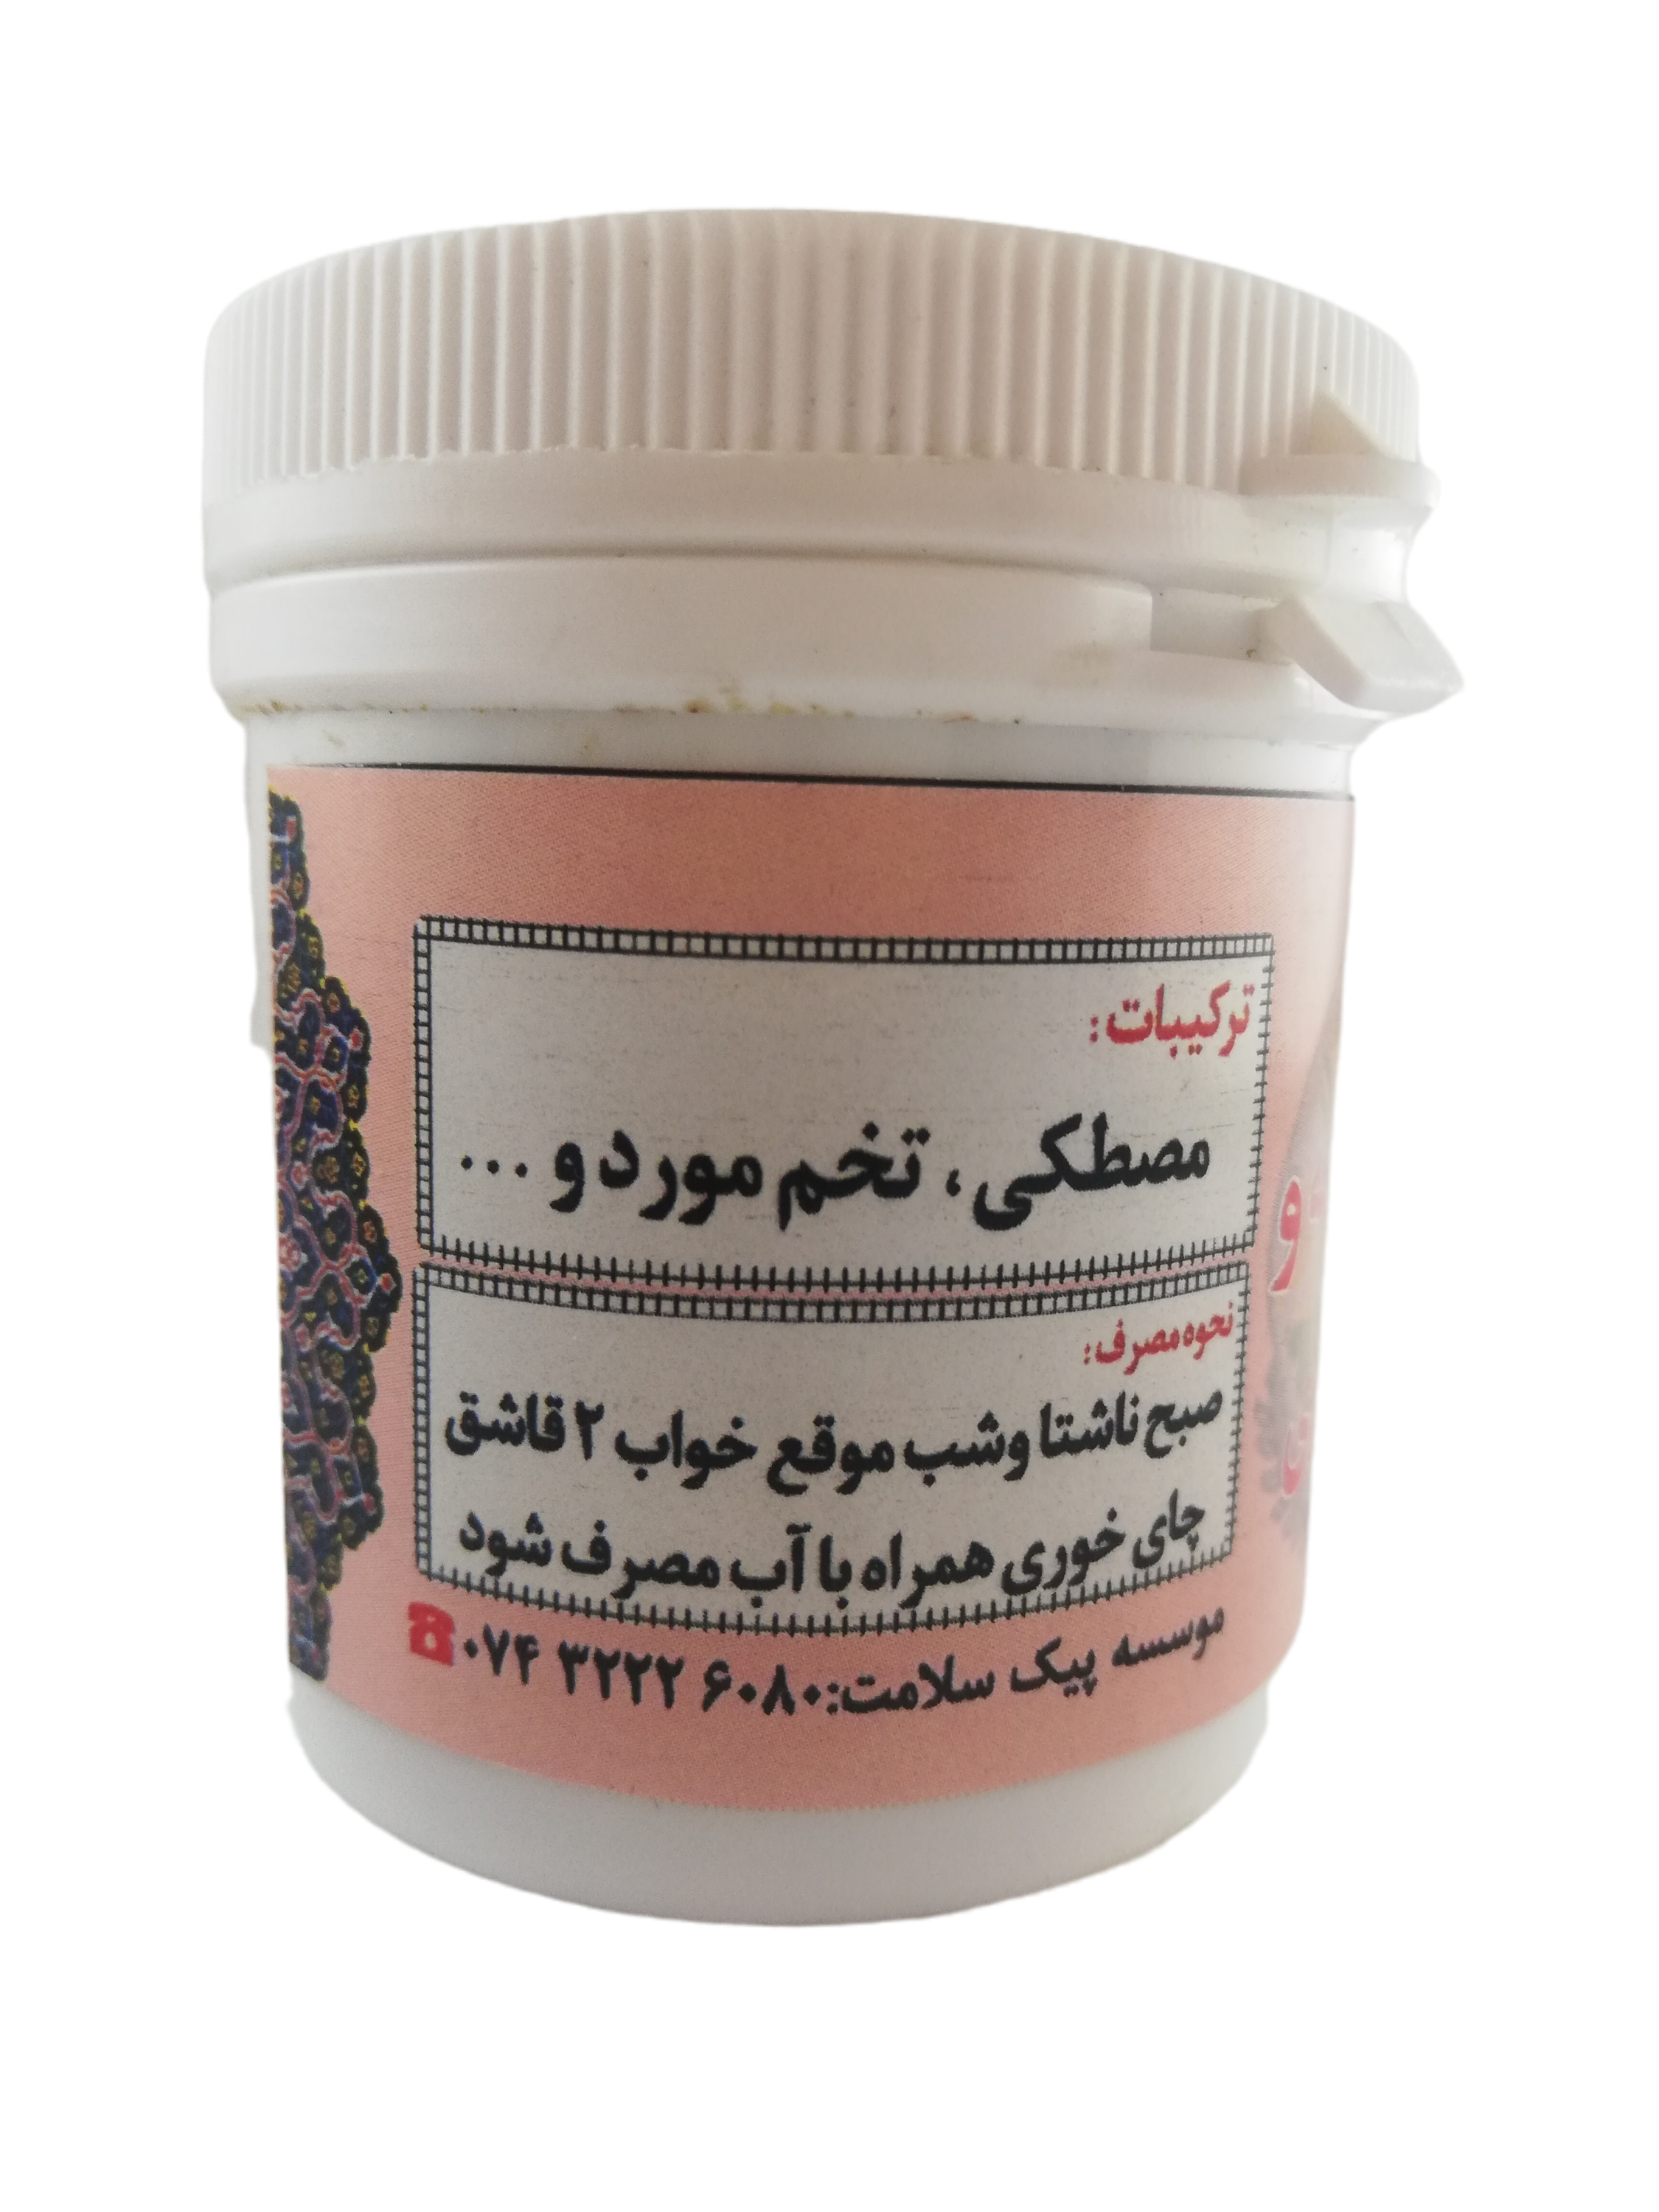 ترکیبات:
مصطکی، تخم مورد و ...
نحوه مصرف:
صبح ناشتا و شب موقع خواب ۲ قاشق
چای خوری همراه با آب مصرف شود
موسسه پیک سلامت: ۰۷۴ ۳۲۲۲ ۶۰۸۰
و